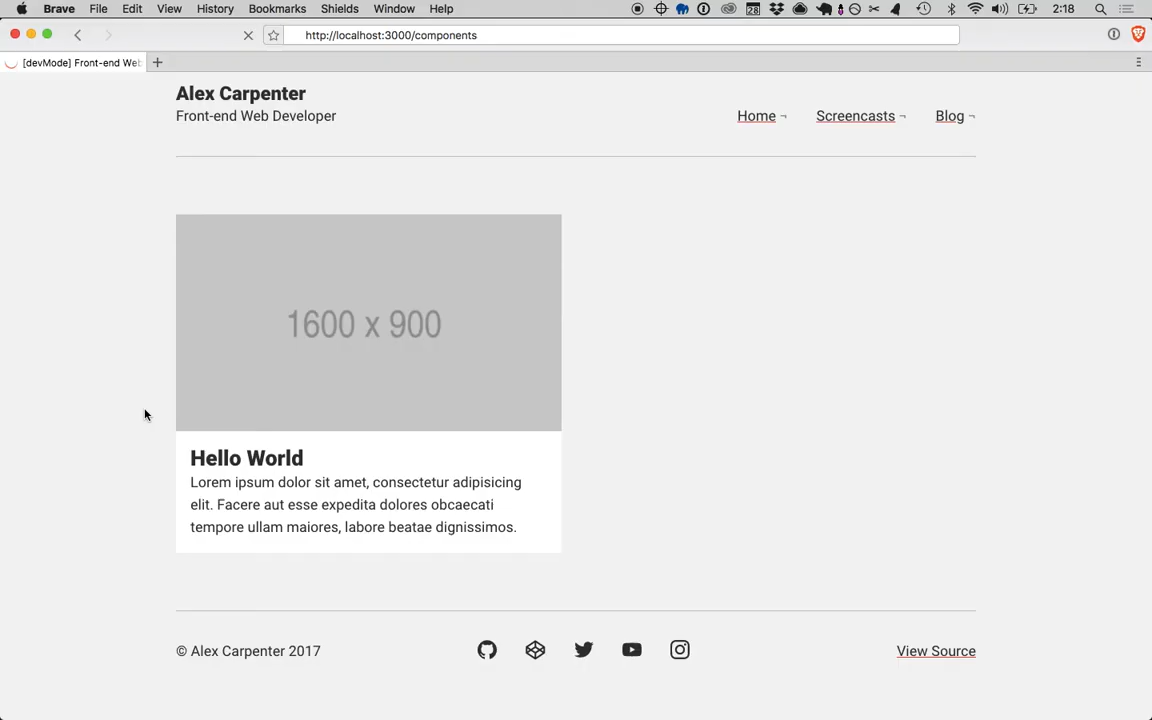 Brave File Edit View History Bookmarks Shields Window Help 28 2:18
http://localhost:3000/components
[devMode] Front-end Web
Alex Carpenter
Front-end Web Developer
Home ¬ Screencasts ¬ Blog ¬
1600 x 900
Hello World
Lorem ipsum dolor sit amet, consectetur adipisicing
elit. Facere aut esse expedita dolores obcaecati
tempore ullam maiores, labore beatae dignissimos.
© Alex Carpenter 2017
View Source